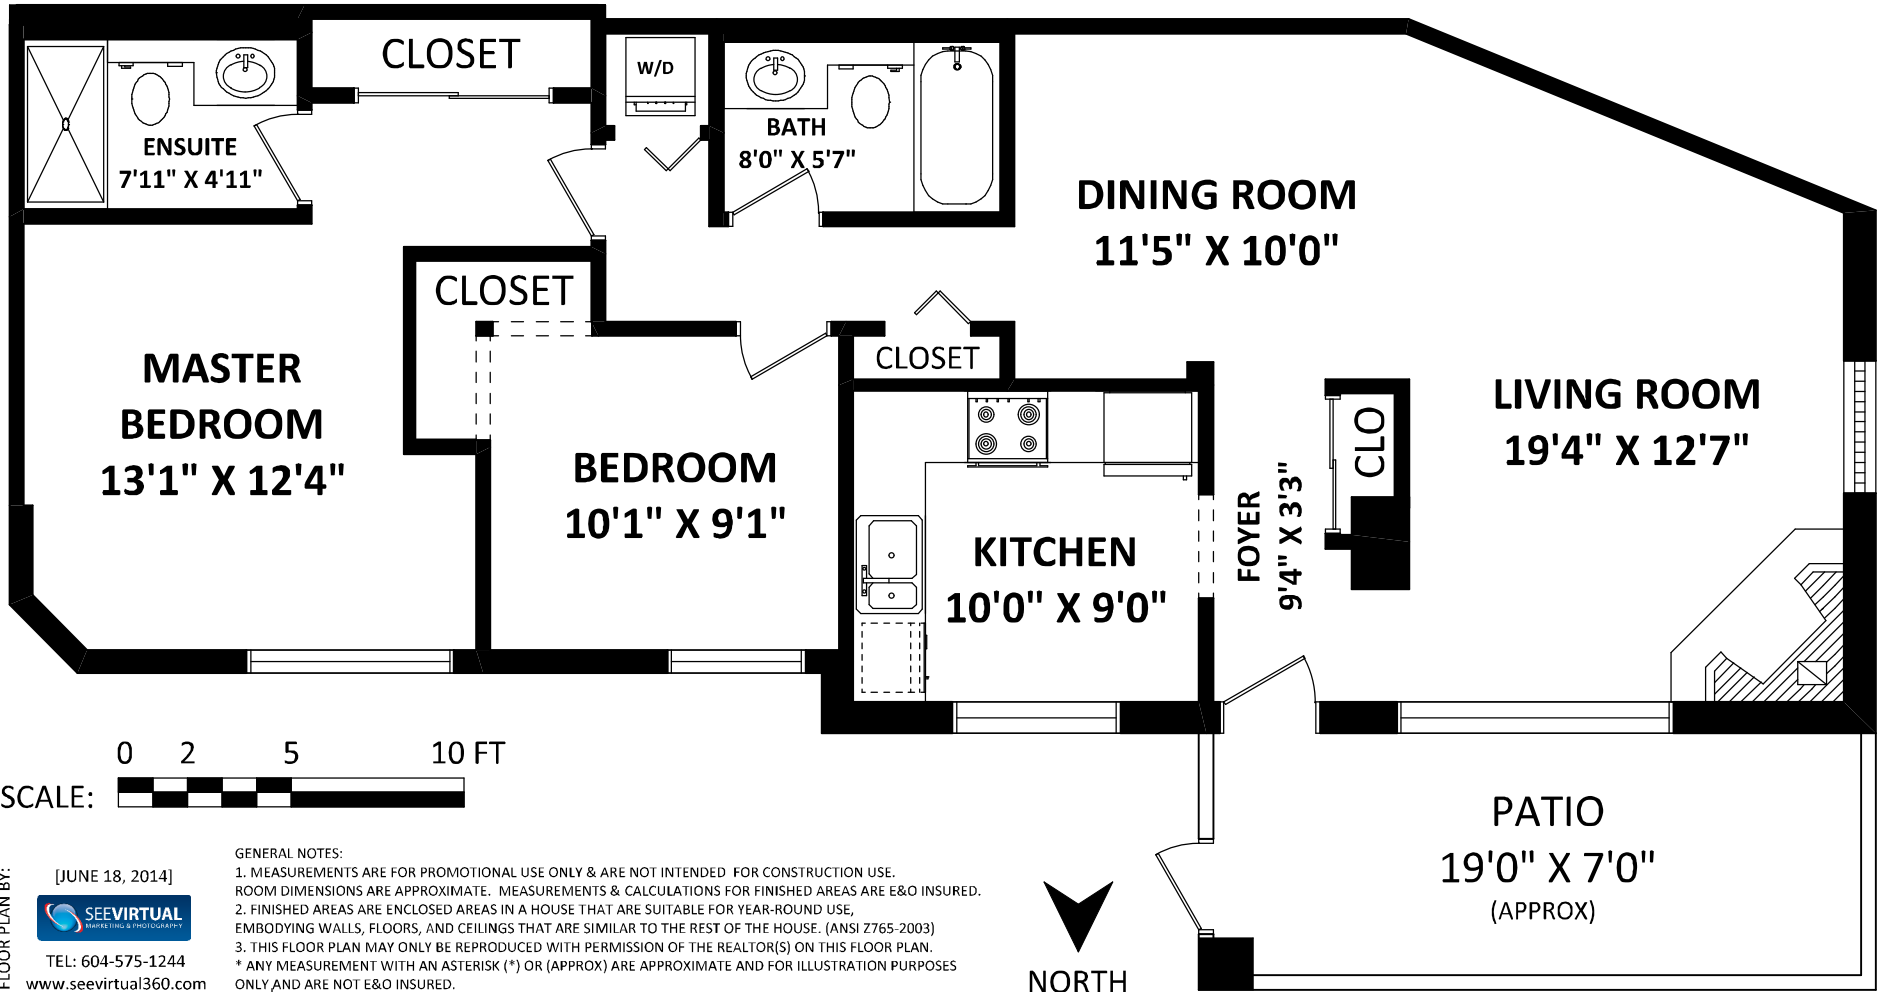 CLOSET
W/D
ENSUITE
7'11" X 4'11"
BATH
8'0" X 5'7"
DINING ROOM
11'5" X 10'0"
CLOSET
MASTER
BEDROOM
13'1" X 12'4"
BEDROOM
10'1" X 9'1"
CLOSET
KITCHEN
10'0" X 9'0"
FOYER
9'4" X 3'3"
CLO
LIVING ROOM
19'4" X 12'7"
PATIO
19'0" X 7'0"
(APPROX)
0 2 5 10 FT
SCALE:
FLOOR PLAN BY:
[JUNE 18, 2014]
SEEVIRTUAL
MARKETING & PHOTOGRAPHY
TEL: 604-575-1244
www.seevirtual360.com
GENERAL NOTES:
1. MEASUREMENTS ARE FOR PROMOTIONAL USE ONLY & ARE NOT INTENDED FOR CONSTRUCTION USE.
ROOM DIMENSIONS ARE APPROXIMATE. MEASUREMENTS & CALCULATIONS FOR FINISHED AREAS ARE E&O INSURED.
2. FINISHED AREAS ARE ENCLOSED AREAS IN A HOUSE THAT ARE SUITABLE FOR YEAR-ROUND USE,
EMBODYING WALLS, FLOORS, AND CEILINGS THAT ARE SIMILAR TO THE REST OF THE HOUSE. (ANSI Z765-2003)
3. THIS FLOOR PLAN MAY ONLY BE REPRODUCED WITH PERMISSION OF THE REALTOR(S) ON THIS FLOOR PLAN.
* ANY MEASUREMENT WITH AN ASTERISK (*) OR (APPROX) ARE APPROXIMATE AND FOR ILLUSTRATION PURPOSES
ONLY AND ARE NOT E&O INSURED.
NORTH